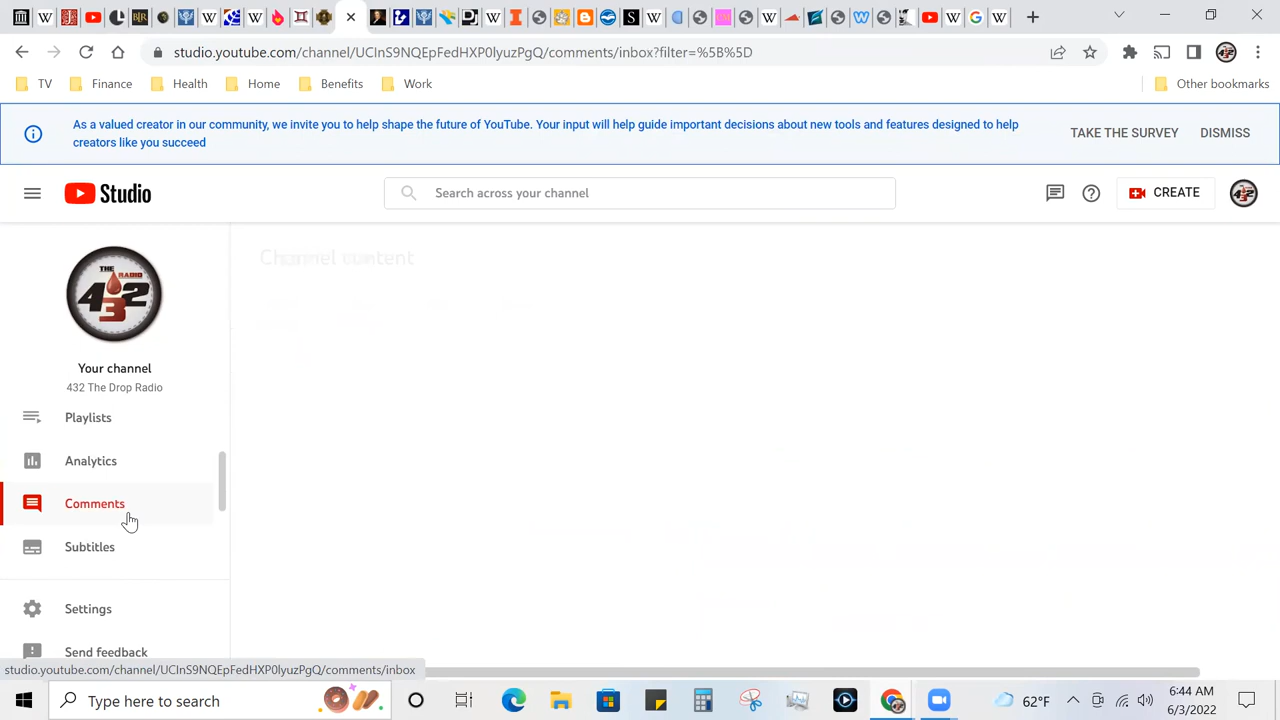 studio.youtube.com/channel/UCInS9NQEpFedHXP0lyuzPgQ/comments/inbox?filter=%5B%5D
TV
Finance
Health
Home
Benefits
Work
Other bookmarks
As a valued creator in our community, we invite you to help shape the future of YouTube. Your input will help guide important decisions about new tools and features designed to help
creators like you succeed
TAKE THE SURVEY
DISMISS
Studio
Search across your channel
CREATE
Channel content
THE RADIO
432
Your channel
432 The Drop Radio
Playlists
Analytics
Comments
Subtitles
Settings
Send feedback
studio.youtube.com/channel/UCInS9NQEpFedHXP0lyuzPgQ/comments/inbox
Type here to search
62°F
6:44 AM
6/3/2022